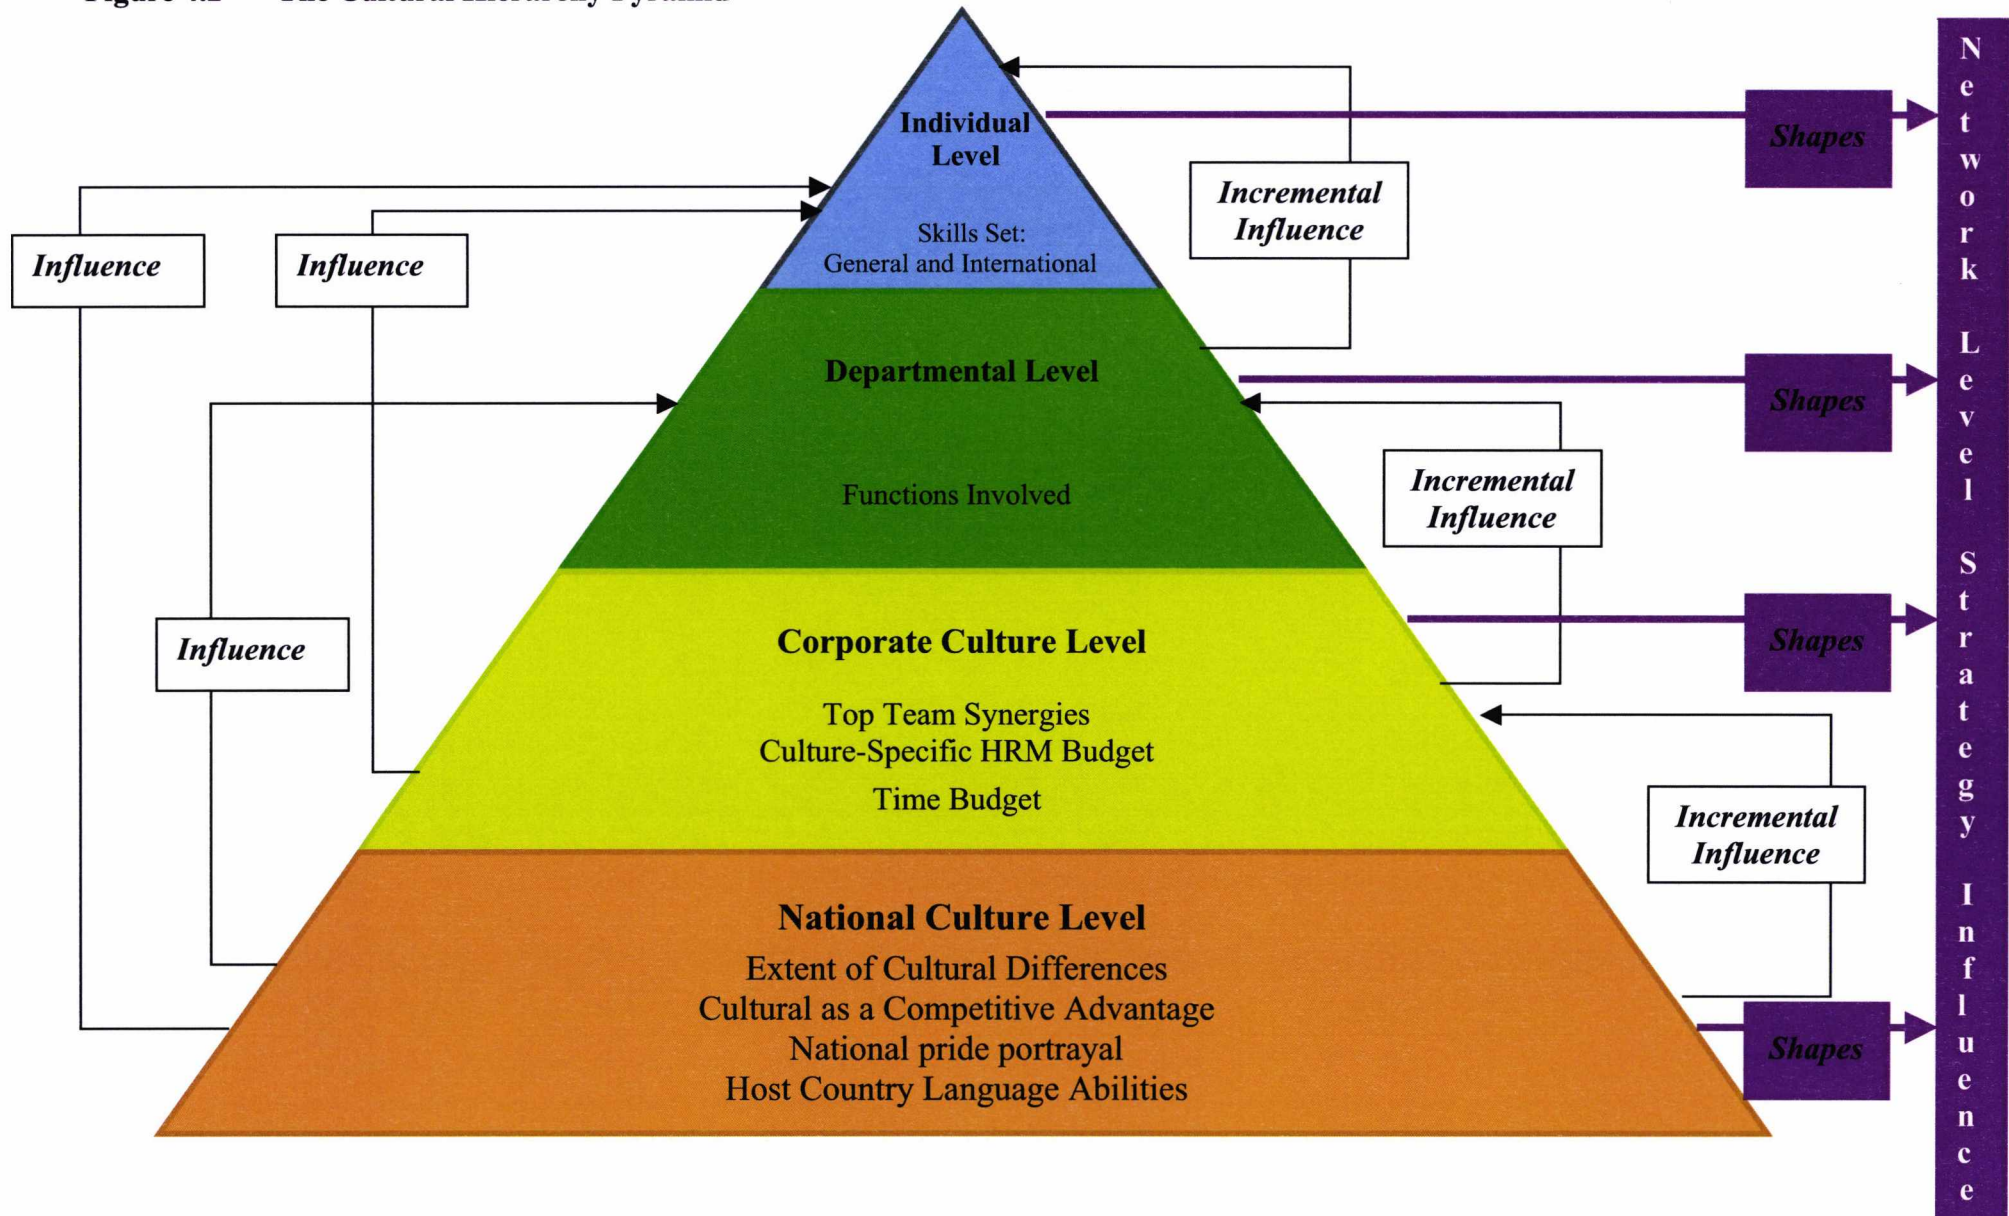 Individual
Level
Skills Set:
General and International
Influence
Influence
Incremental
Influence
Shapes
Departmental Level
Functions Involved
Shapes
Incremental
Influence
Influence
Corporate Culture Level
Top Team Synergies
Culture-Specific HRM Budget
Time Budget
Shapes
Incremental
Influence
National Culture Level
Extent of Cultural Differences
Cultural as a Competitive Advantage
National pride portrayal
Host Country Language Abilities
Shapes
Network Level Strategy Influence